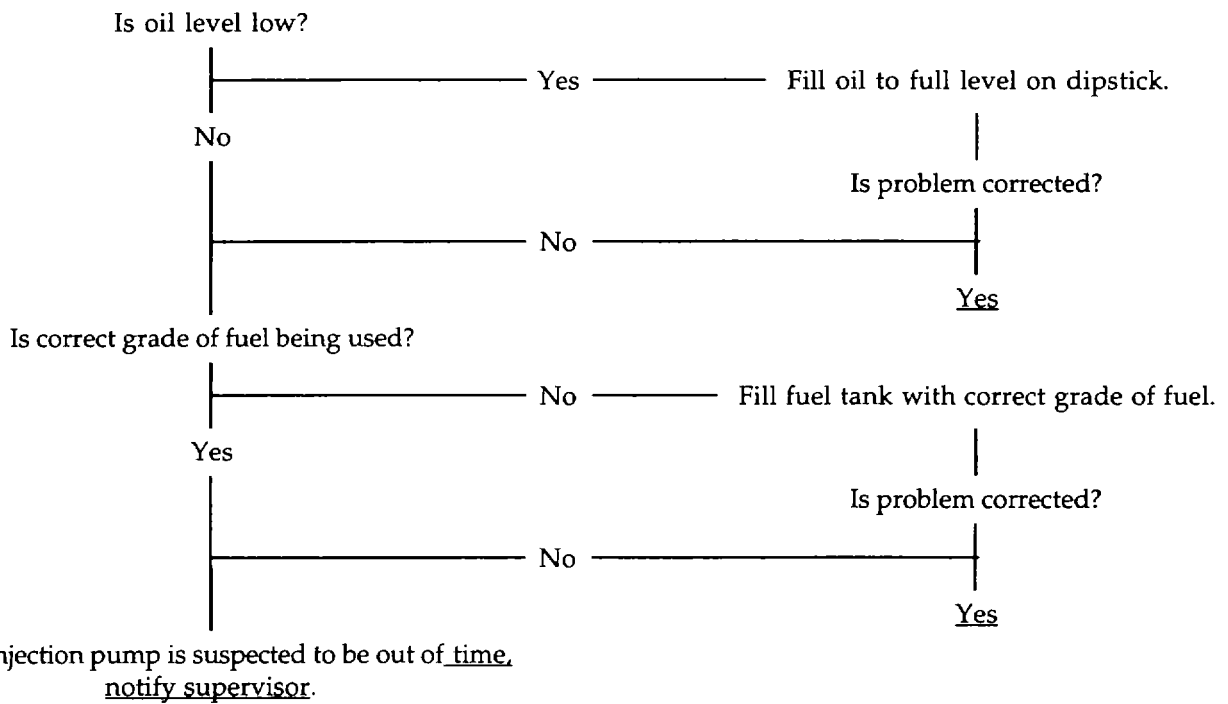 Is oil level low?
Yes
Fill oil to full level on dipstick.
No
Is problem corrected?
No
Yes
Is correct grade of fuel being used?
No
Fill fuel tank with correct grade of fuel.
Yes
Is problem corrected?
No
Yes
njection pump is suspected to be out of time,
notify supervisor.